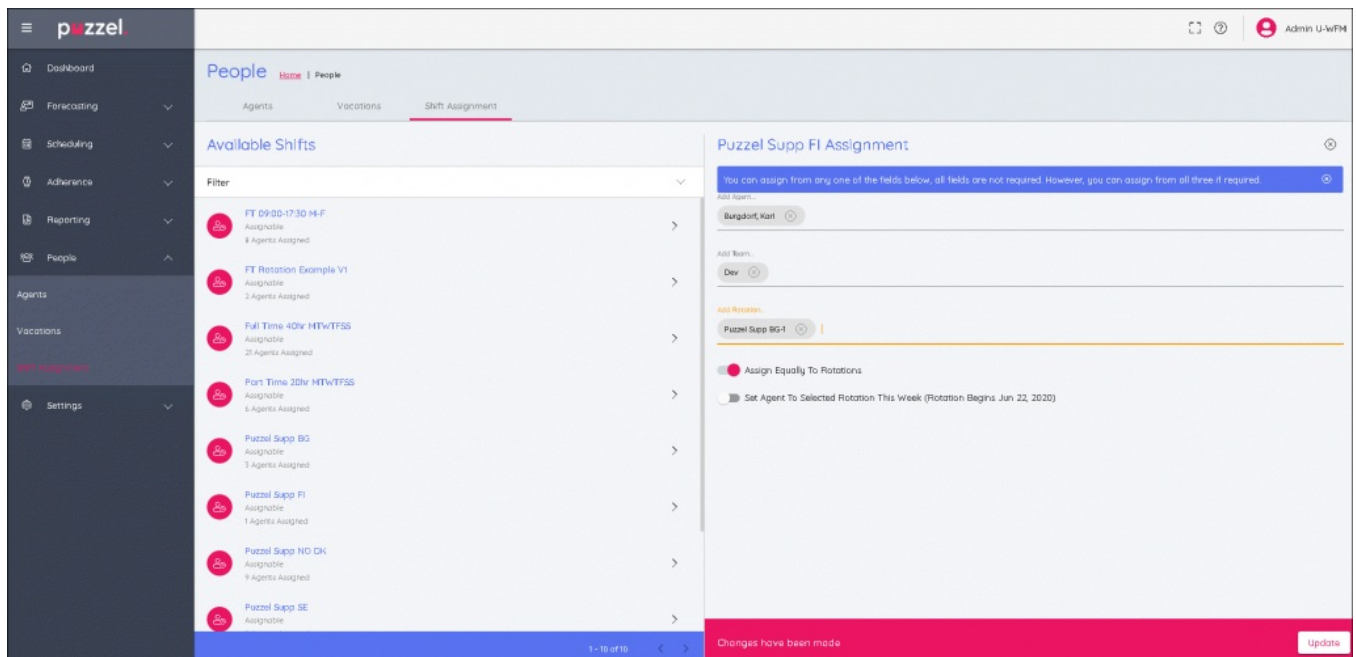 puzzel.
Admin U-WFM
Dashboard
Forecasting
Scheduling
Adherence
Reporting
People
Agents
Vacations
Shift Assignment
Settings
People Home | People
Agents Vacations Shift Assignment
Available Shifts
Filter
FT 09:00-17:30 M-F
Assignable
8 Agents Assigned
FT Rotation Example V1
Assignable
2 Agents Assigned
Full Time 40hr MTWTFSS
Assignable
21 Agents Assigned
Part Time 20hr MTWTFSS
Assignable
6 Agents Assigned
Puzzel Supp BG
Assignable
Agents Assigned
Puzzel Supp FI
Assignable
1 Agents Assigned
Puzzel Supp NO DK
Assignable
9 Agents Assigned
Puzzel Supp SE
Assignable
1 - 10 of 10
Puzzel Supp FI Assignment
You can assign from any one of the fields below, all fields are not required. However, you can assign from all three if required.
Add Agent...
Burgdorf, Karl
Add Team...
Dev
Add Rotation...
Puzzel Supp BG-1
Assign Equally To Rotations
Set Agent To Selected Rotation This Week (Rotation Begins Jun 22, 2020)
Changes have been made
Update